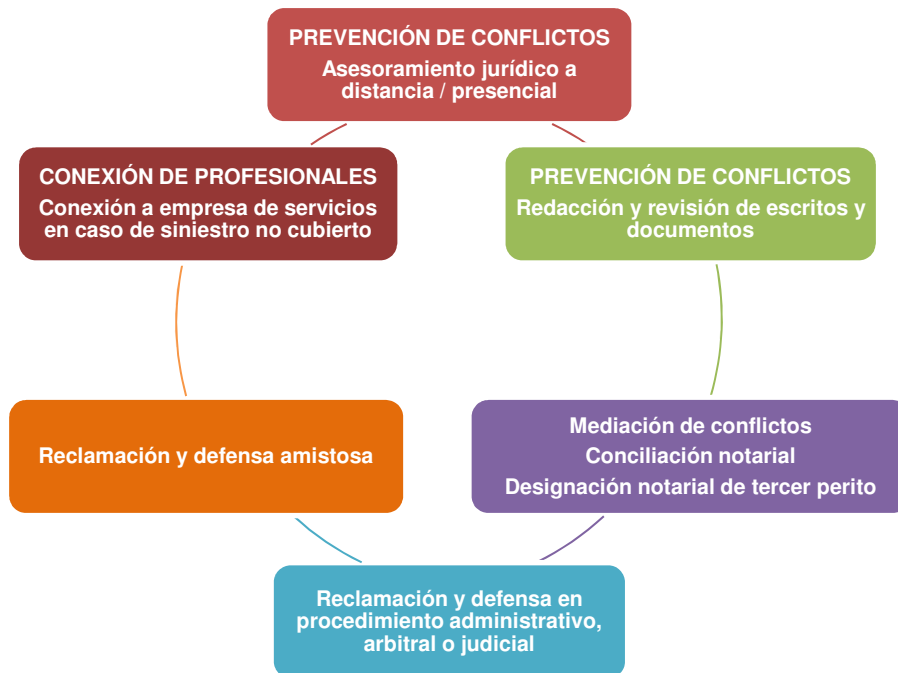 PREVENCIÓN DE CONFLICTOS
Asesoramiento jurídico a
distancia / presencial
CONEXIÓN DE PROFESIONALES
Conexión a empresa de servicios
en caso de siniestro no cubierto
PREVENCIÓN DE CONFLICTOS
Redacción y revisión de escritos y
documentos
Reclamación y defensa amistosa
Mediación de conflictos
Conciliación notarial
Designación notarial de tercer perito
Reclamación y defensa en
procedimiento administrativo,
arbitral o judicial